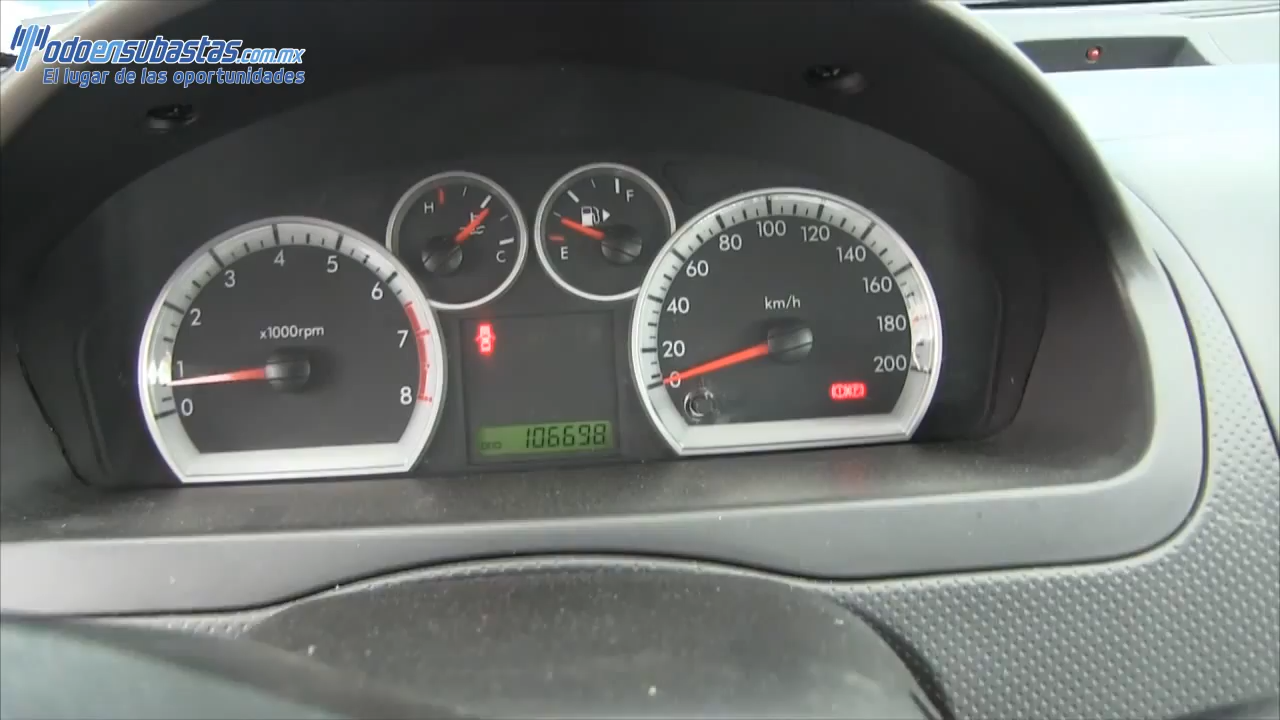 Todoensubastas.com.mx
El lugar de las oportunidades
0 1 2 3 4 5 6 7 8
x1000rpm
H C
E F
0 20 40 60 80 100 120 140 160 180 200
km/h
ODO 106698